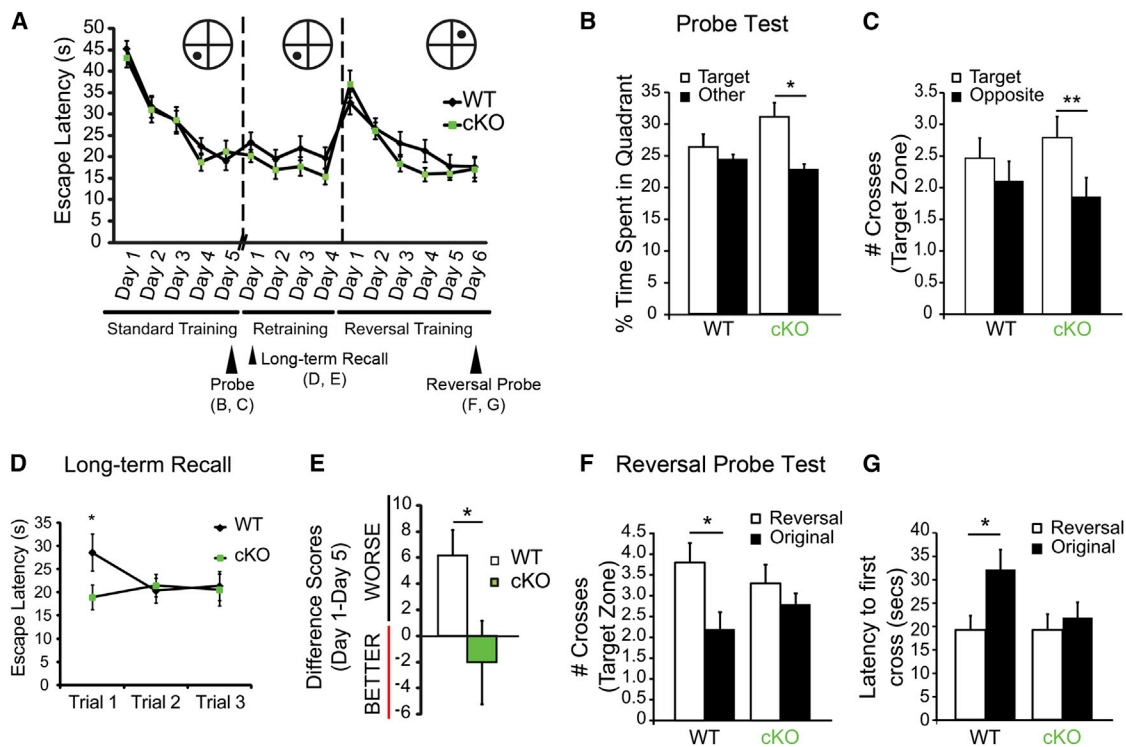 A
Escape Latency (s)
50
45
40
35
30
25
20
15
10
5
0
WT
cKO
Day 1
Day 2
Day 3
Day 4
Day 5
Day 1
Day 2
Day 3
Day 4
Day 1
Day 2
Day 3
Day 4
Day 5
Day 6
Standard Training
Retraining
Reversal Training
Probe
(B, C)
Long-term Recall
(D, E)
Reversal Probe
(F, G)
B
Probe Test
% Time Spent in Quadrant
35
30
25
20
15
10
5
0
Target
Other
*
WT
cKO
C
# Crosses
(Target Zone)
3.5
3.0
2.5
2.0
1.5
1.0
.5
0
Target
Opposite
**
WT
cKO
D
Long-term Recall
Escape Latency (s)
35
30
25
20
15
10
5
0
*
WT
cKO
Trial 1
Trial 2
Trial 3
E
Difference Scores
(Day 1-Day 5)
WORSE
BETTER
10
8
6
4
2
0
-2
-4
-6
*
WT
cKO
F
Reversal Probe Test
# Crosses
(Target Zone)
4.5
4.0
3.5
3.0
2.5
2.0
1.5
1.0
0.5
0
Reversal
Original
*
WT
cKO
G
Latency to first
cross (secs)
40
35
30
25
20
15
10
5
0
Reversal
Original
*
WT
cKO